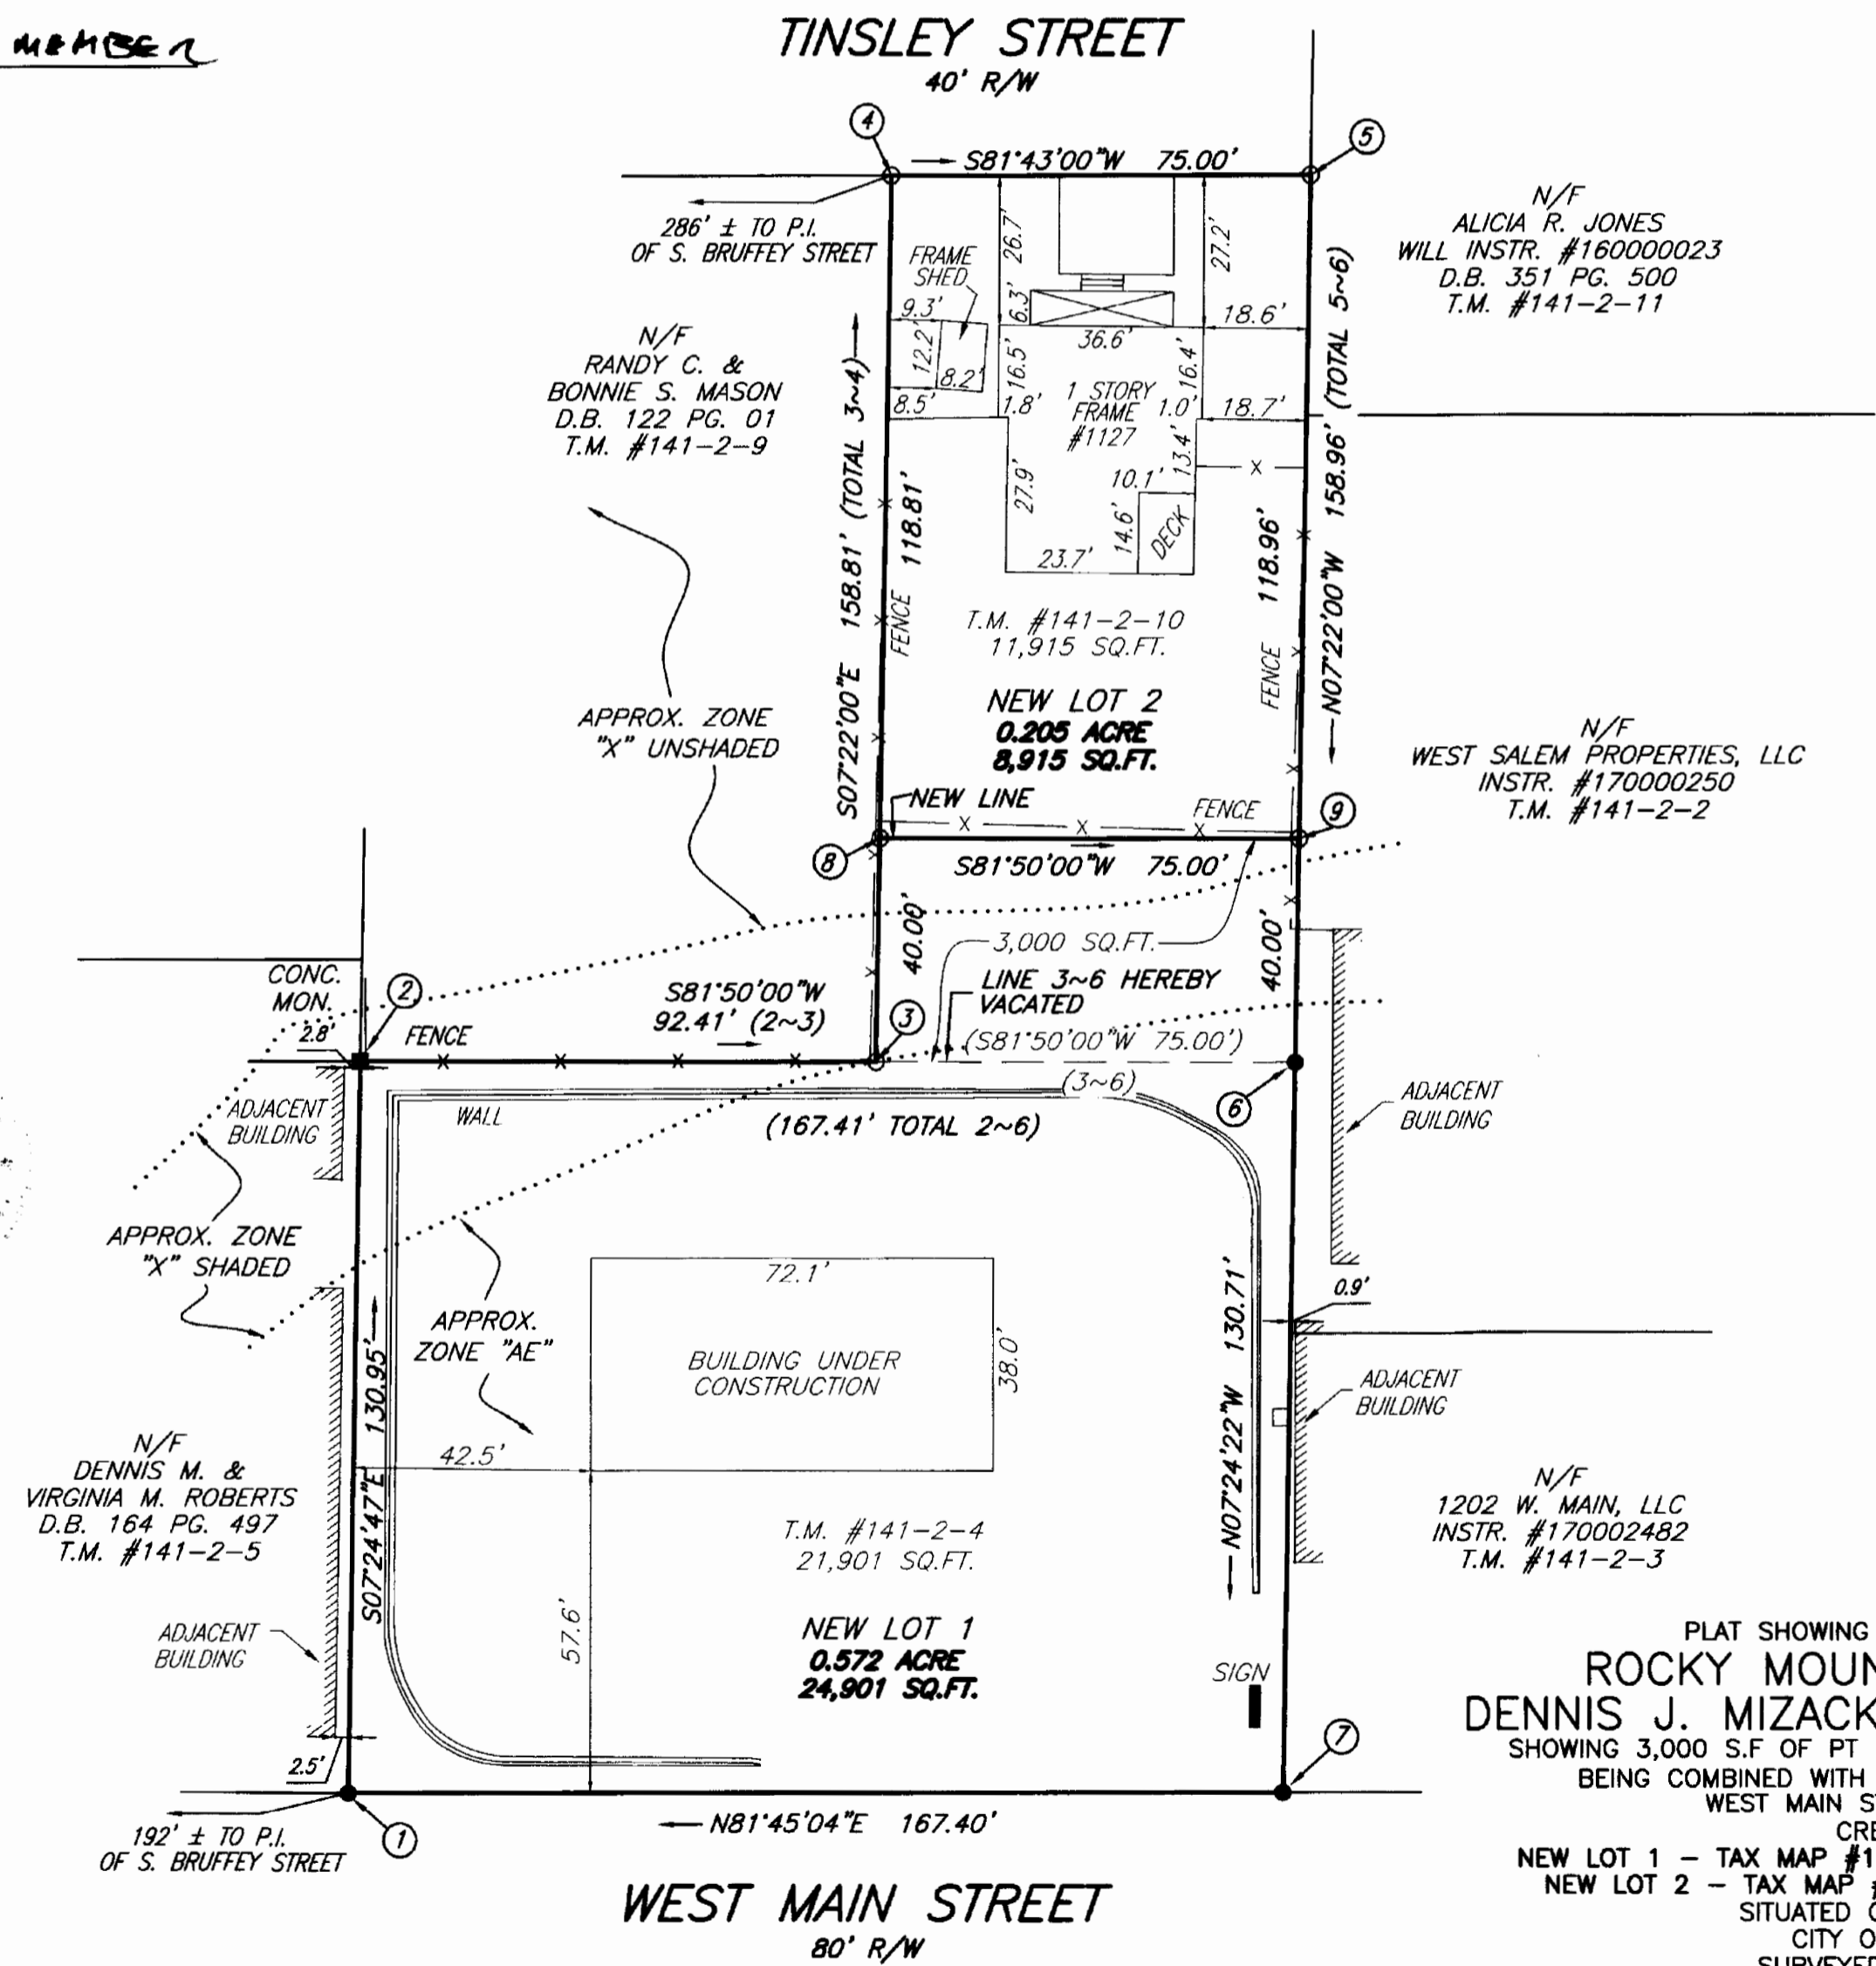 MEMBER
TINSLEY STREET
40' R/W
4
5
S81°43'00"W 75.00'
286' ± TO P.I.
OF S. BRUFFEY STREET
N/F
ALICIA R. JONES
WILL INSTR. #160000023
D.B. 351 PG. 500
T.M. #141-2-11
FRAME
SHED
26.7'
27.2'
6.3'
9.3'
12.2'
8.2'
8.5'
36.6'
18.6'
16.5'
16.4'
1.8'
1 STORY
FRAME
#1127
1.0'
18.7'
27.9'
13.4'
10.1'
14.6'
DECK
23.7'
X
N/F
RANDY C. &
BONNIE S. MASON
D.B. 122 PG. 01
T.M. #141-2-9
S07°22'00"E 158.81' (TOTAL 3~4)
FENCE 118.81'
FENCE 118.96'
N07°22'00"W 158.96' (TOTAL 5~6)
T.M. #141-2-10
11,915 SQ.FT.
NEW LOT 2
0.205 ACRE
8,915 SQ.FT.
APPROX. ZONE
"X" UNSHADED
N/F
WEST SALEM PROPERTIES, LLC
INSTR. #170000250
T.M. #141-2-2
NEW LINE
FENCE
X X X
8
9
S81°50'00"W 75.00'
40.00'
40.00'
3,000 SQ.FT.
LINE 3~6 HEREBY
VACATED
(S81°50'00"W 75.00')
(3~6)
CONC.
MON.
2
2.8'
FENCE
S81°50'00"W
92.41' (2~3)
3
6
WALL
(167.41' TOTAL 2~6)
ADJACENT
BUILDING
ADJACENT
BUILDING
APPROX. ZONE
"X" SHADED
APPROX.
ZONE "AE"
72.1'
38.0'
BUILDING UNDER
CONSTRUCTION
42.5'
57.6'
S07°24'47"E 130.95'
N07°24'22"W 130.71'
0.9'
ADJACENT
BUILDING
N/F
DENNIS M. &
VIRGINIA M. ROBERTS
D.B. 164 PG. 497
T.M. #141-2-5
T.M. #141-2-4
21,901 SQ.FT.
N/F
1202 W. MAIN, LLC
INSTR. #170002482
T.M. #141-2-3
NEW LOT 1
0.572 ACRE
24,901 SQ.FT.
ADJACENT
BUILDING
SIGN
2.5'
7
1
N81°45'04"E 167.40'
192' ± TO P.I.
OF S. BRUFFEY STREET
WEST MAIN STREET
80' R/W
PLAT SHOWING
ROCKY MOUN
DENNIS J. MIZACK
SHOWING 3,000 S.F OF PT
BEING COMBINED WITH
WEST MAIN S
CRE
NEW LOT 1 - TAX MAP #1
NEW LOT 2 - TAX MAP #
SITUATED
CITY O
SURVEYED